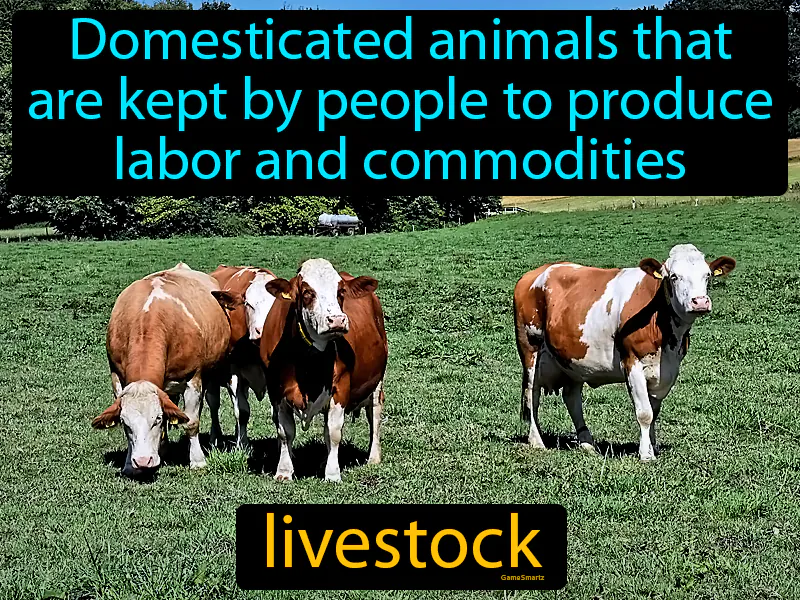 Domesticated animals that
are kept by people to produce
labor and commodities
livestock
GameSmartz